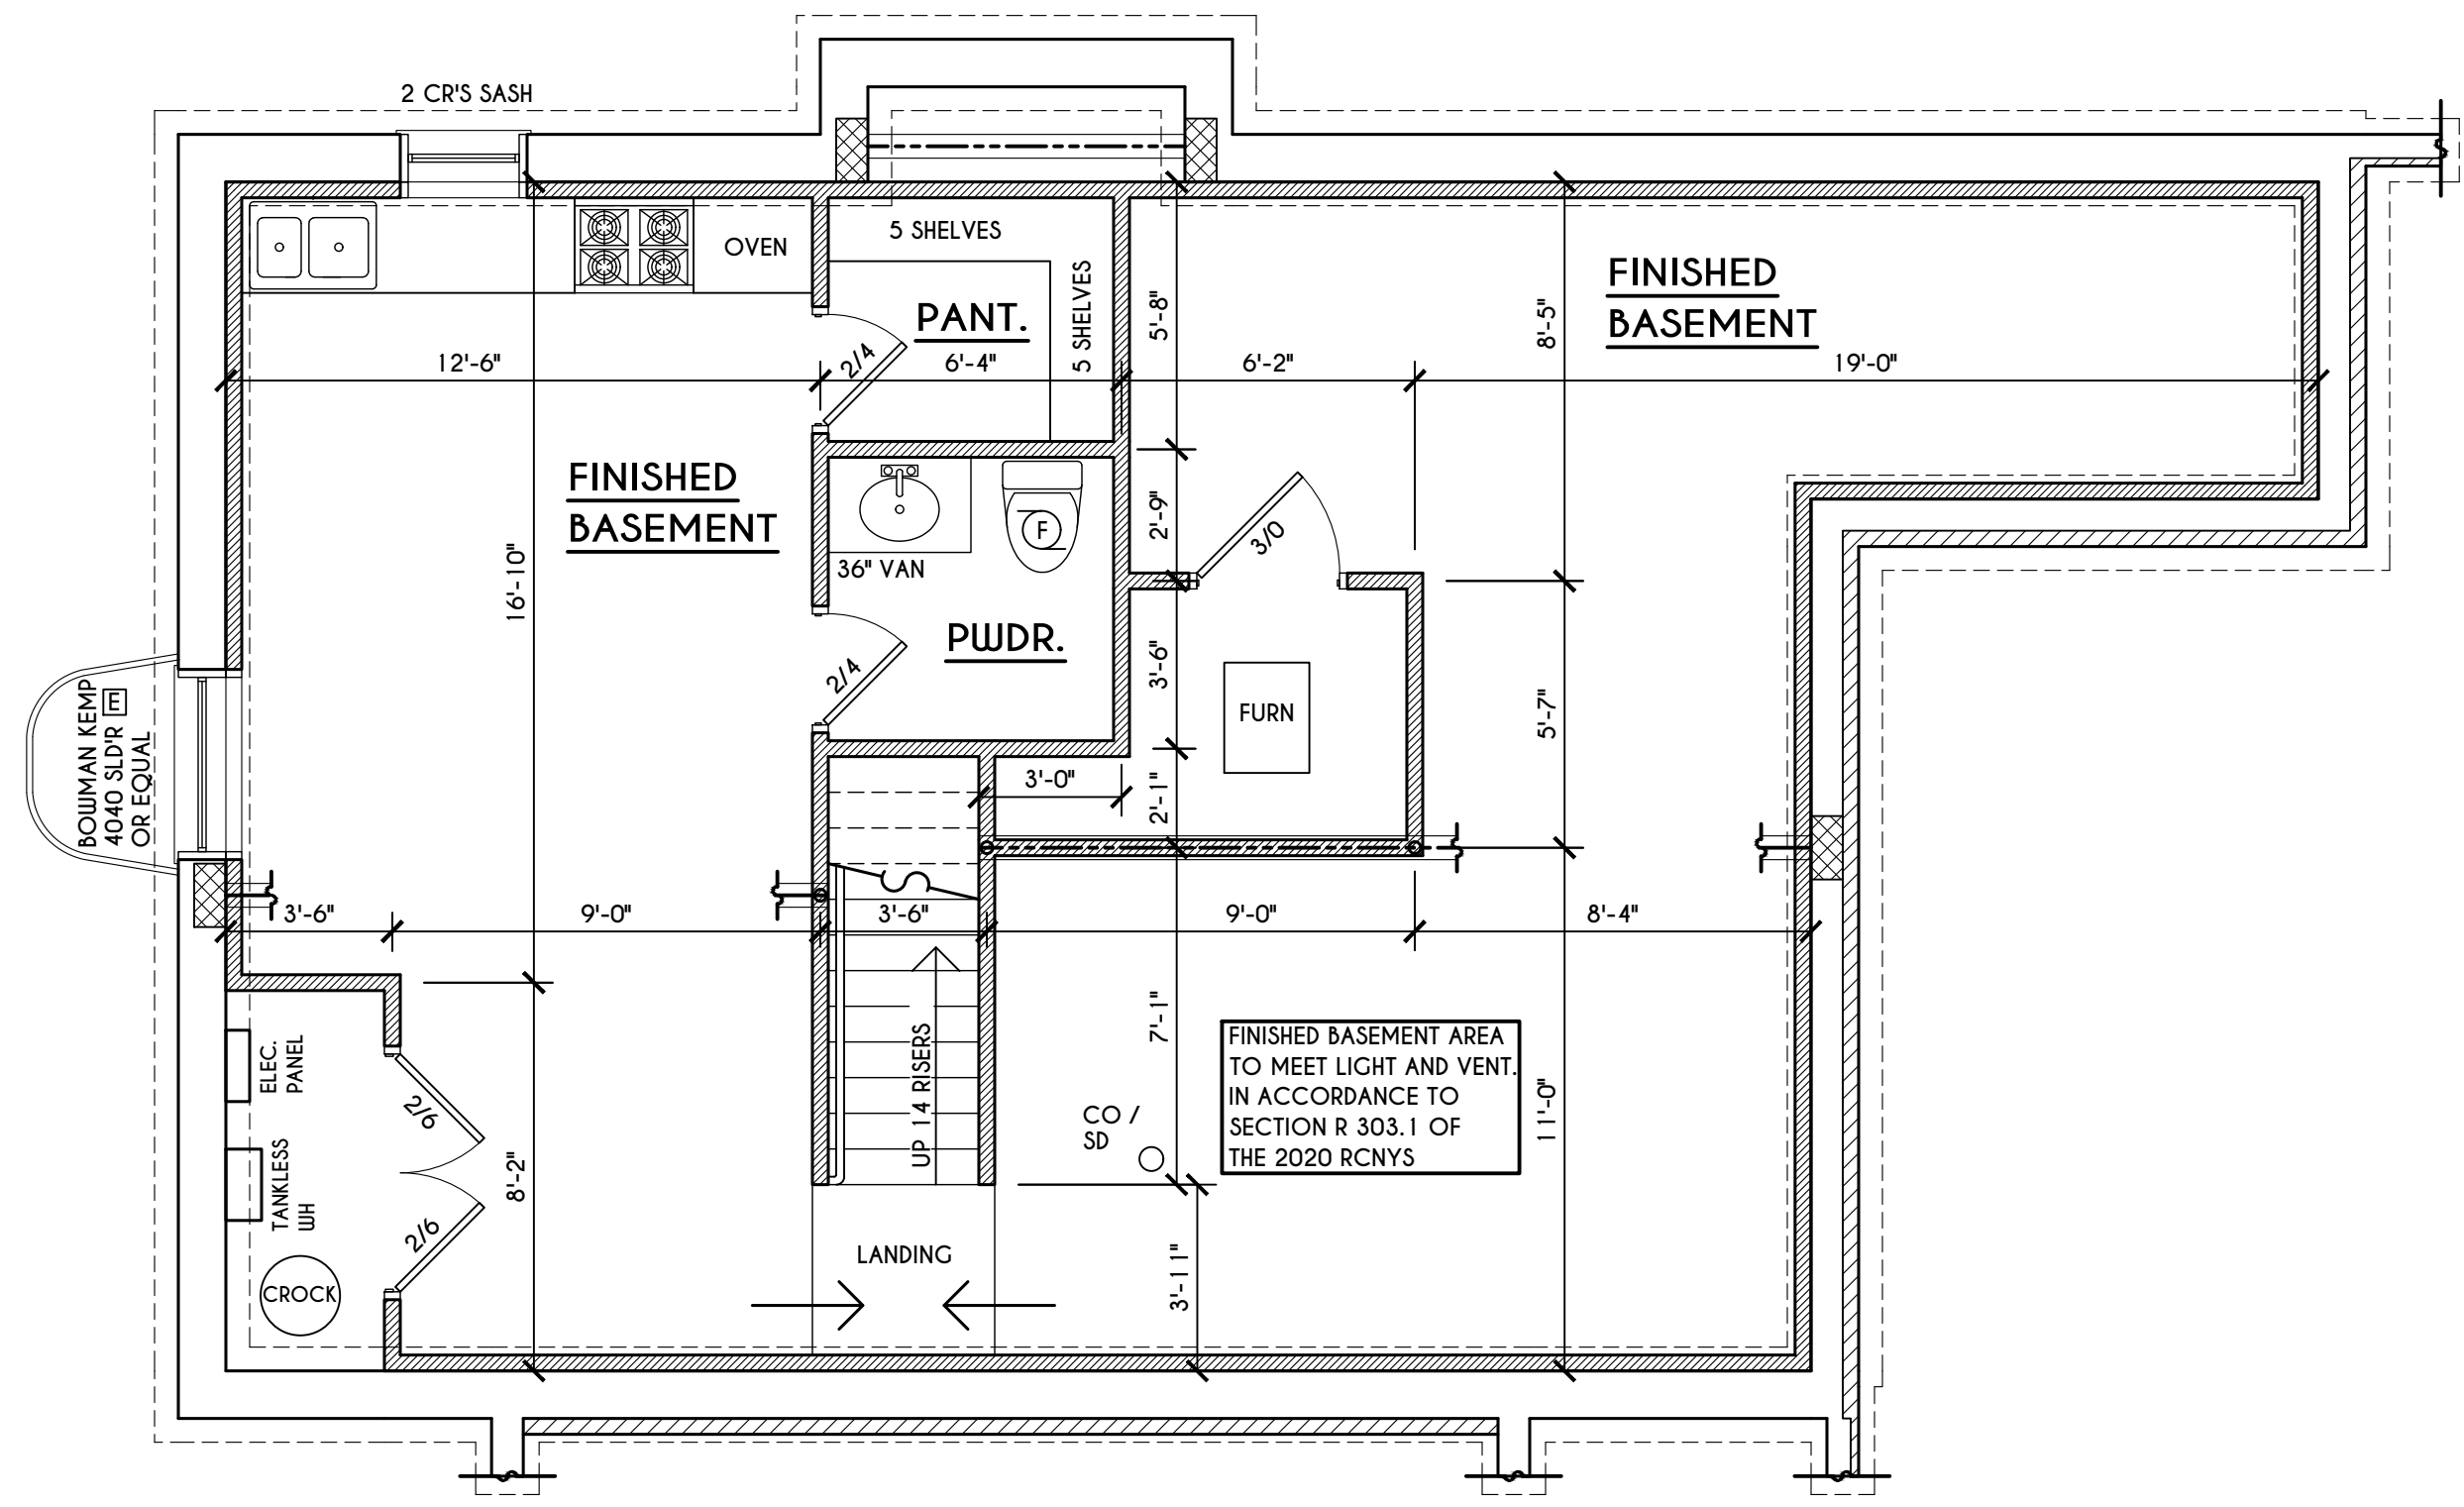 2 CR'S SASH
OVEN
5 SHELVES
5 SHELVES
PANT.
2/4
FINISHED
BASEMENT
5'-8"
8'-5"
12'-6"
6'-4"
6'-2"
19'-0"
FINISHED
BASEMENT
16'-10"
36" VAN
F
2'-9"
3/0
PWDR.
2/4
3'-6"
FURN
5'-7"
BOWMAN KEMP
4040 SLD'R E
OR EQUAL
3'-0"
2'-1"
3'-6"
9'-0"
3'-6"
9'-0"
8'-4"
ELEC.
PANEL
2/6
TANKLESS
WH
2/6
CROCK
8'-2"
UP 14 RISERS
7'-1"
CO /
SD
FINISHED BASEMENT AREA
TO MEET LIGHT AND VENT.
IN ACCORDANCE TO
SECTION R 303.1 OF
THE 2020 RCNYS
11'-0"
LANDING
3'-11"